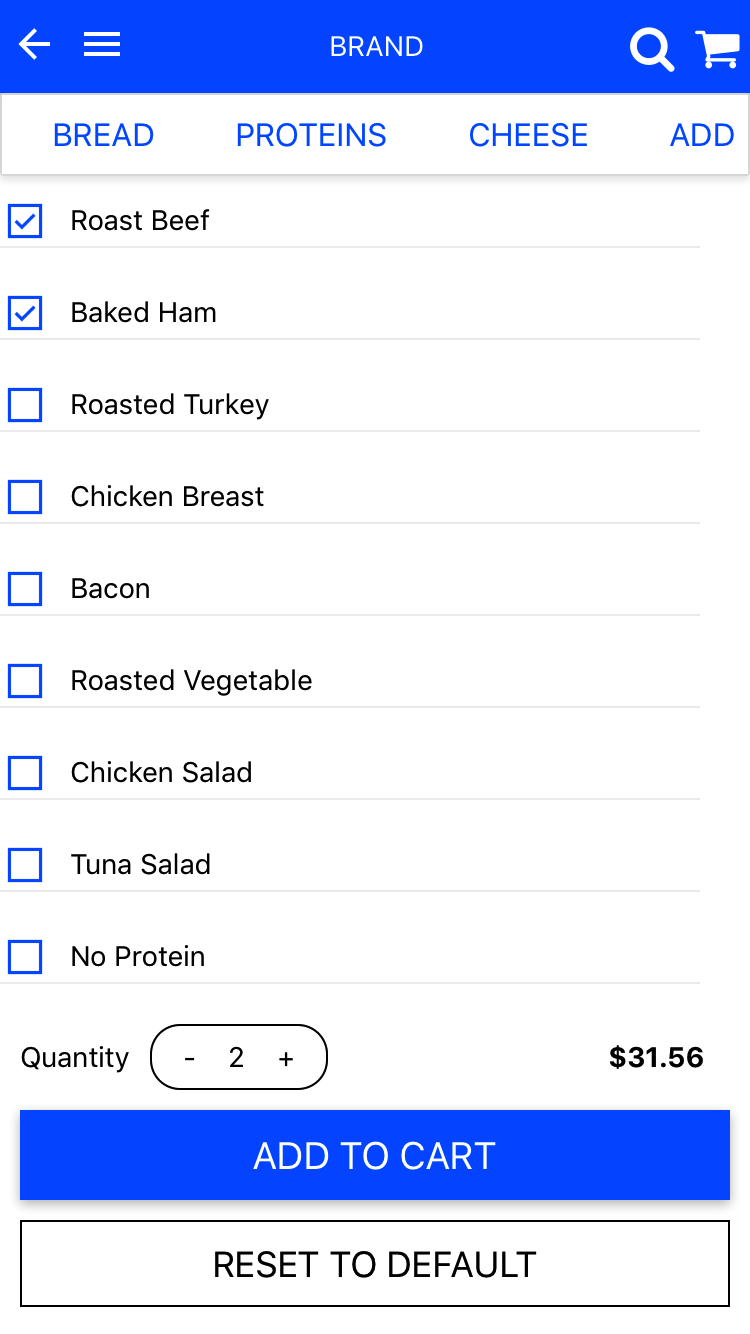 BRAND
BREAD PROTEINS CHEESE ADD
Roast Beef
Baked Ham
Roasted Turkey
Chicken Breast
Bacon
Roasted Vegetable
Chicken Salad
Tuna Salad
No Protein
Quantity - 2 + $31.56
ADD TO CART
RESET TO DEFAULT